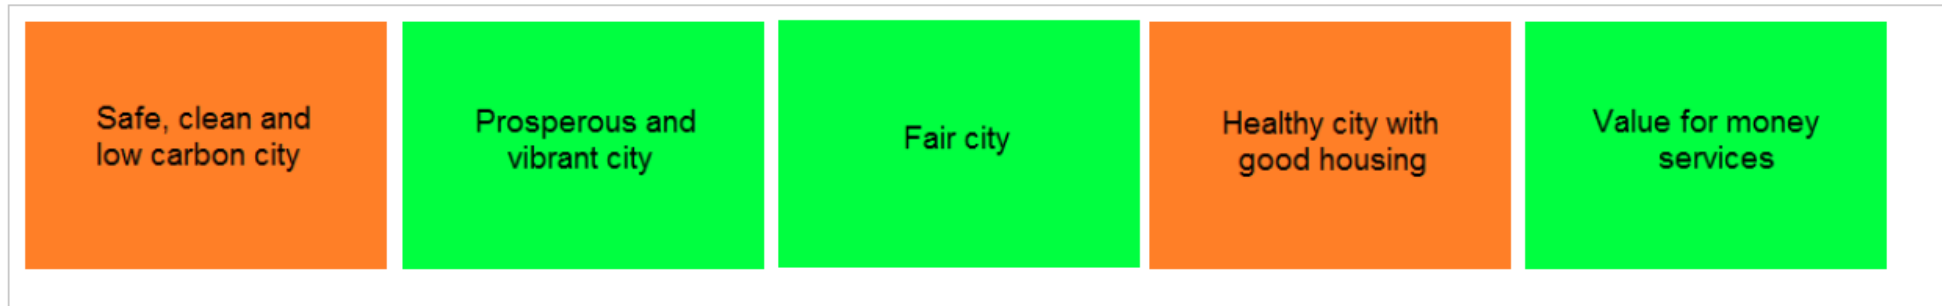 Safe, clean and
low carbon city
Prosperous and
vibrant city
Fair city
Healthy city with
good housing
Value for money
services